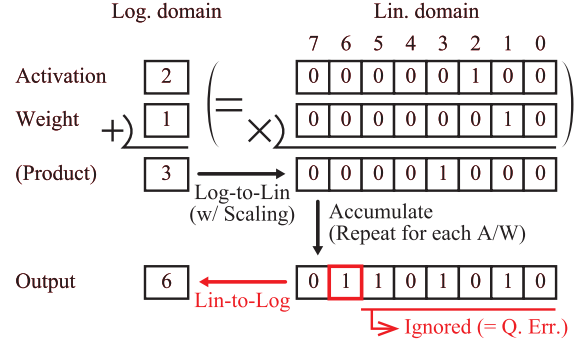 Log. domain Lin. domain
7 6 5 4 3 2 1 0
Activation 2 ( 0 0 0 0 0 1 0 0 )
Weight +) 1 = ×) 0 0 0 0 0 0 1 0
(Product) 3 0 0 0 0 1 0 0 0
Log-to-Lin
(w/ Scaling)
Accumulate
(Repeat for each A/W)
Output 6 0 1 1 0 1 0 1 0
Lin-to-Log
Ignored (= Q. Err.)